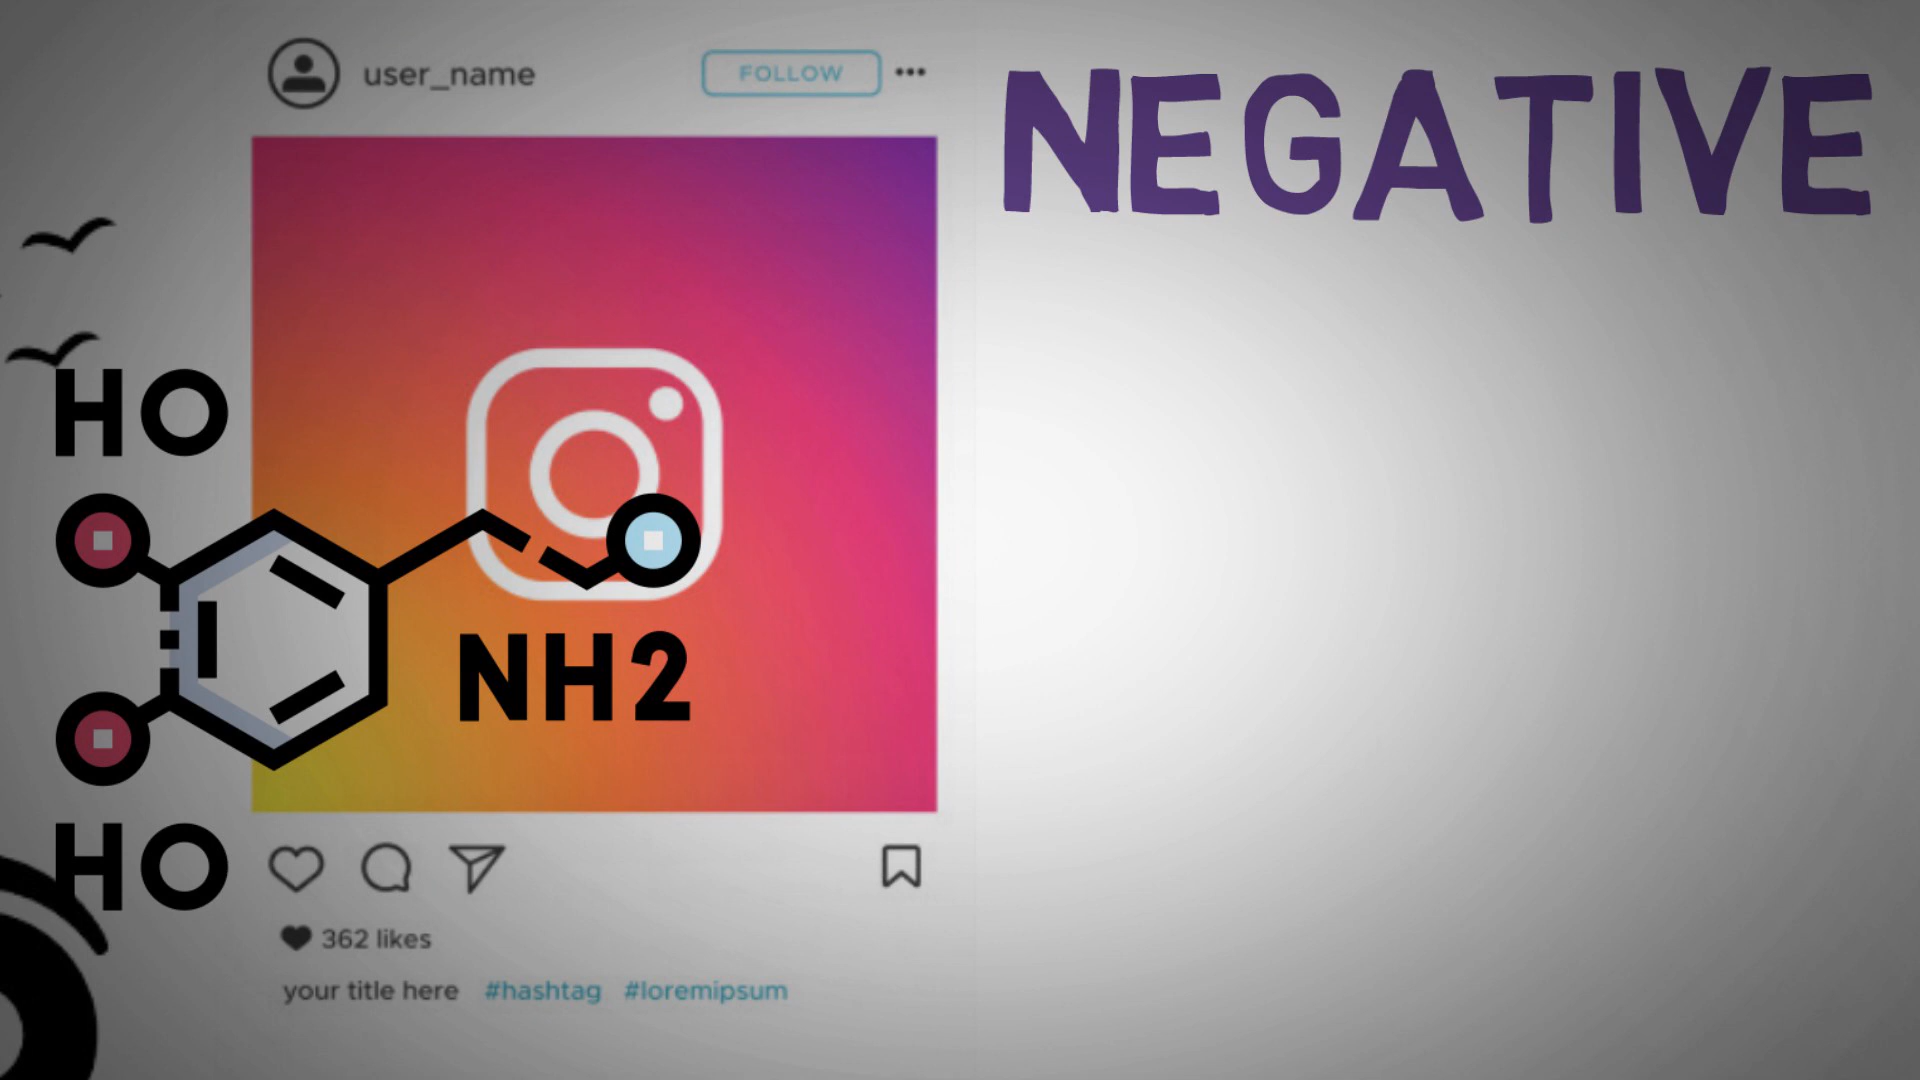 user_name FOLLOW
NEGATIVE
HO
NH2
HO
362 likes
your title here #hashtag #loremipsum